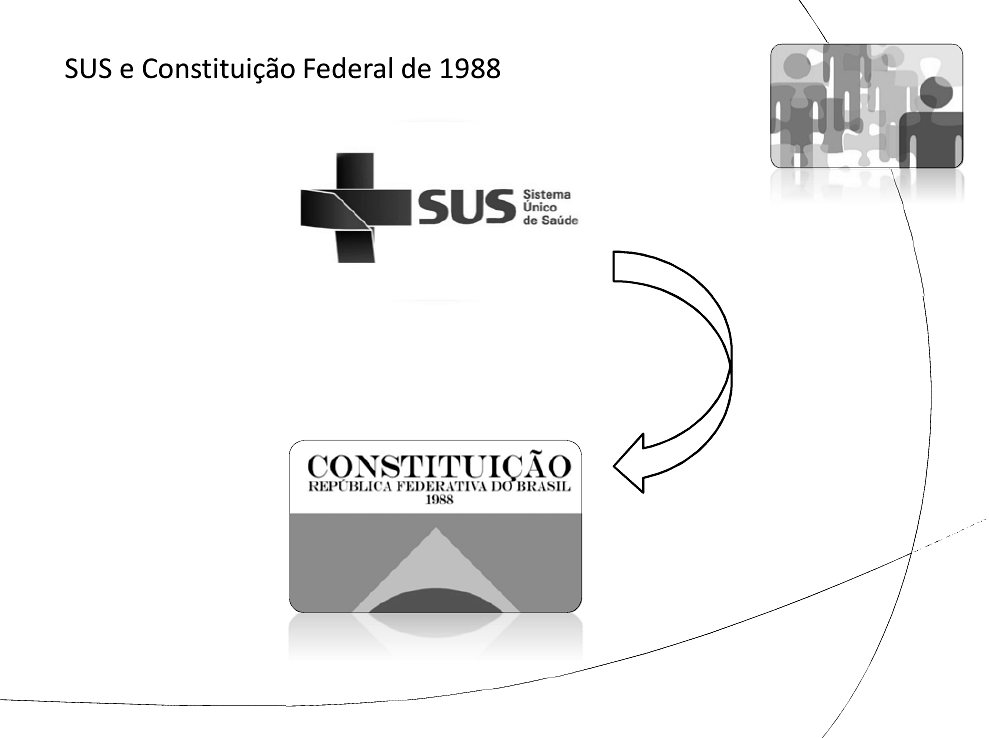 SUS e Constituição Federal de 1988
SUS
Sistema
Único
de Saúde
CONSTITUIÇÃO
REPÚBLICA FEDERATIVA DO BRASIL
1988